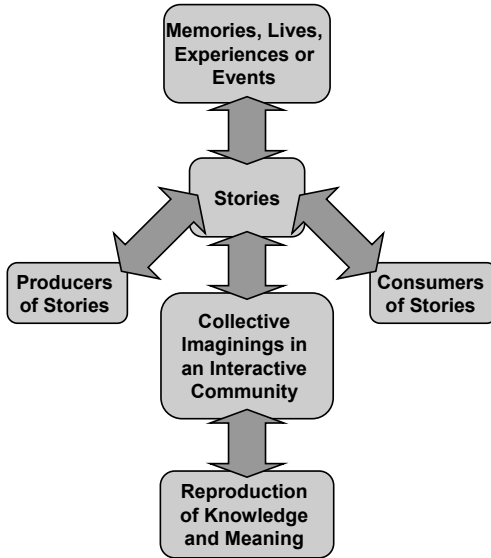 Memories, Lives,
Experiences or
Events
Stories
Producers
of Stories
Consumers
of Stories
Collective
Imaginings in
an Interactive
Community
Reproduction
of Knowledge
and Meaning